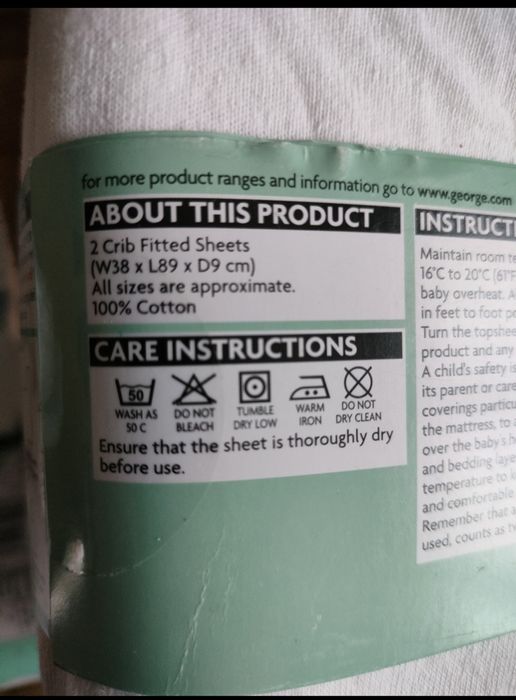 for more product ranges and information go to www.george.com
ABOUT THIS PRODUCT
2 Crib Fitted Sheets
(W38 x L89 x D9 cm)
All sizes are approximate.
100% Cotton
CARE INSTRUCTIONS
50
WASH AS
50 C
DO NOT
BLEACH
TUMBLE
DRY LOW
WARM
IRON
DO NOT
DRY CLEAN
Ensure that the sheet is thoroughly dry
before use.
INSTRUCTI
Maintain room te
16°C to 20°C (61°F
baby overheat. A
in feet to foot p
Turn the topshee
product and any
A child's safety is
its parent or care
coverings particu
the mattress, to
over the baby's h
and bedding laye
temperature to
and comfortable
Remember that a
used, counts as